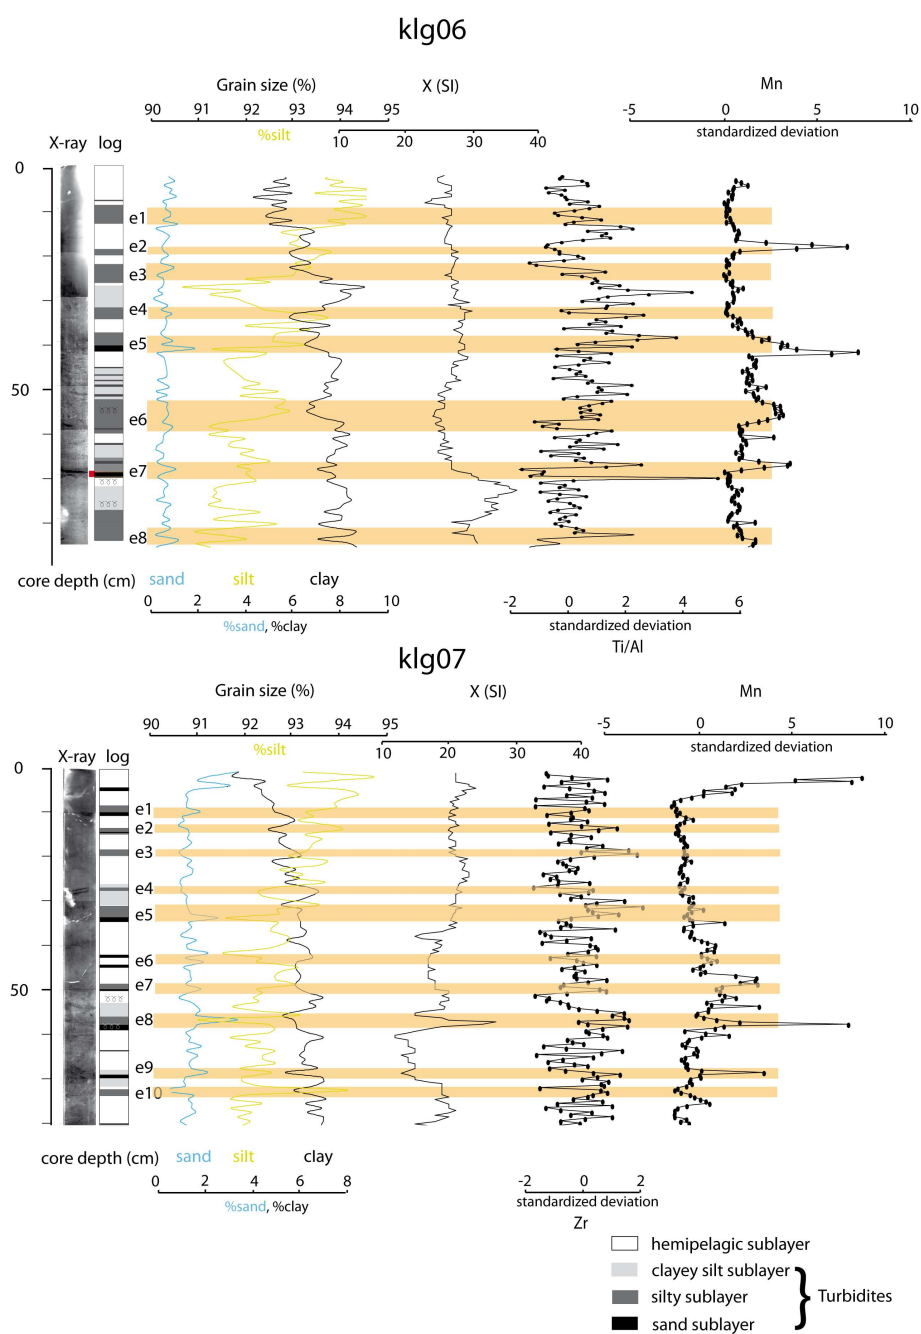 klg06
Grain size (%) X (SI) Mn
90 91 92 93 94 95 -5 0 5 10
%silt 10 20 30 40 standardized deviation
X-ray log
0
e1
e2
e3
e4
e5
50
e6
e7
e8
core depth (cm) sand silt clay
0 2 4 6 8 10 -2 0 2 4 6
%sand, %clay standardized deviation
Ti/Al
klg07
Grain size (%) X (SI) Mn
90 91 92 93 94 95 -5 0 5 10
%silt 10 20 30 40 standardized deviation
X-ray log
0
e1
e2
e3
e4
e5
e6
e7
50
e8
e9
e10
core depth (cm) sand silt clay
0 2 4 6 8 -2 0 2
%sand, %clay standardized deviation
Zr
hemipelagic sublayer
clayey silt sublayer
silty sublayer } Turbidites
sand sublayer